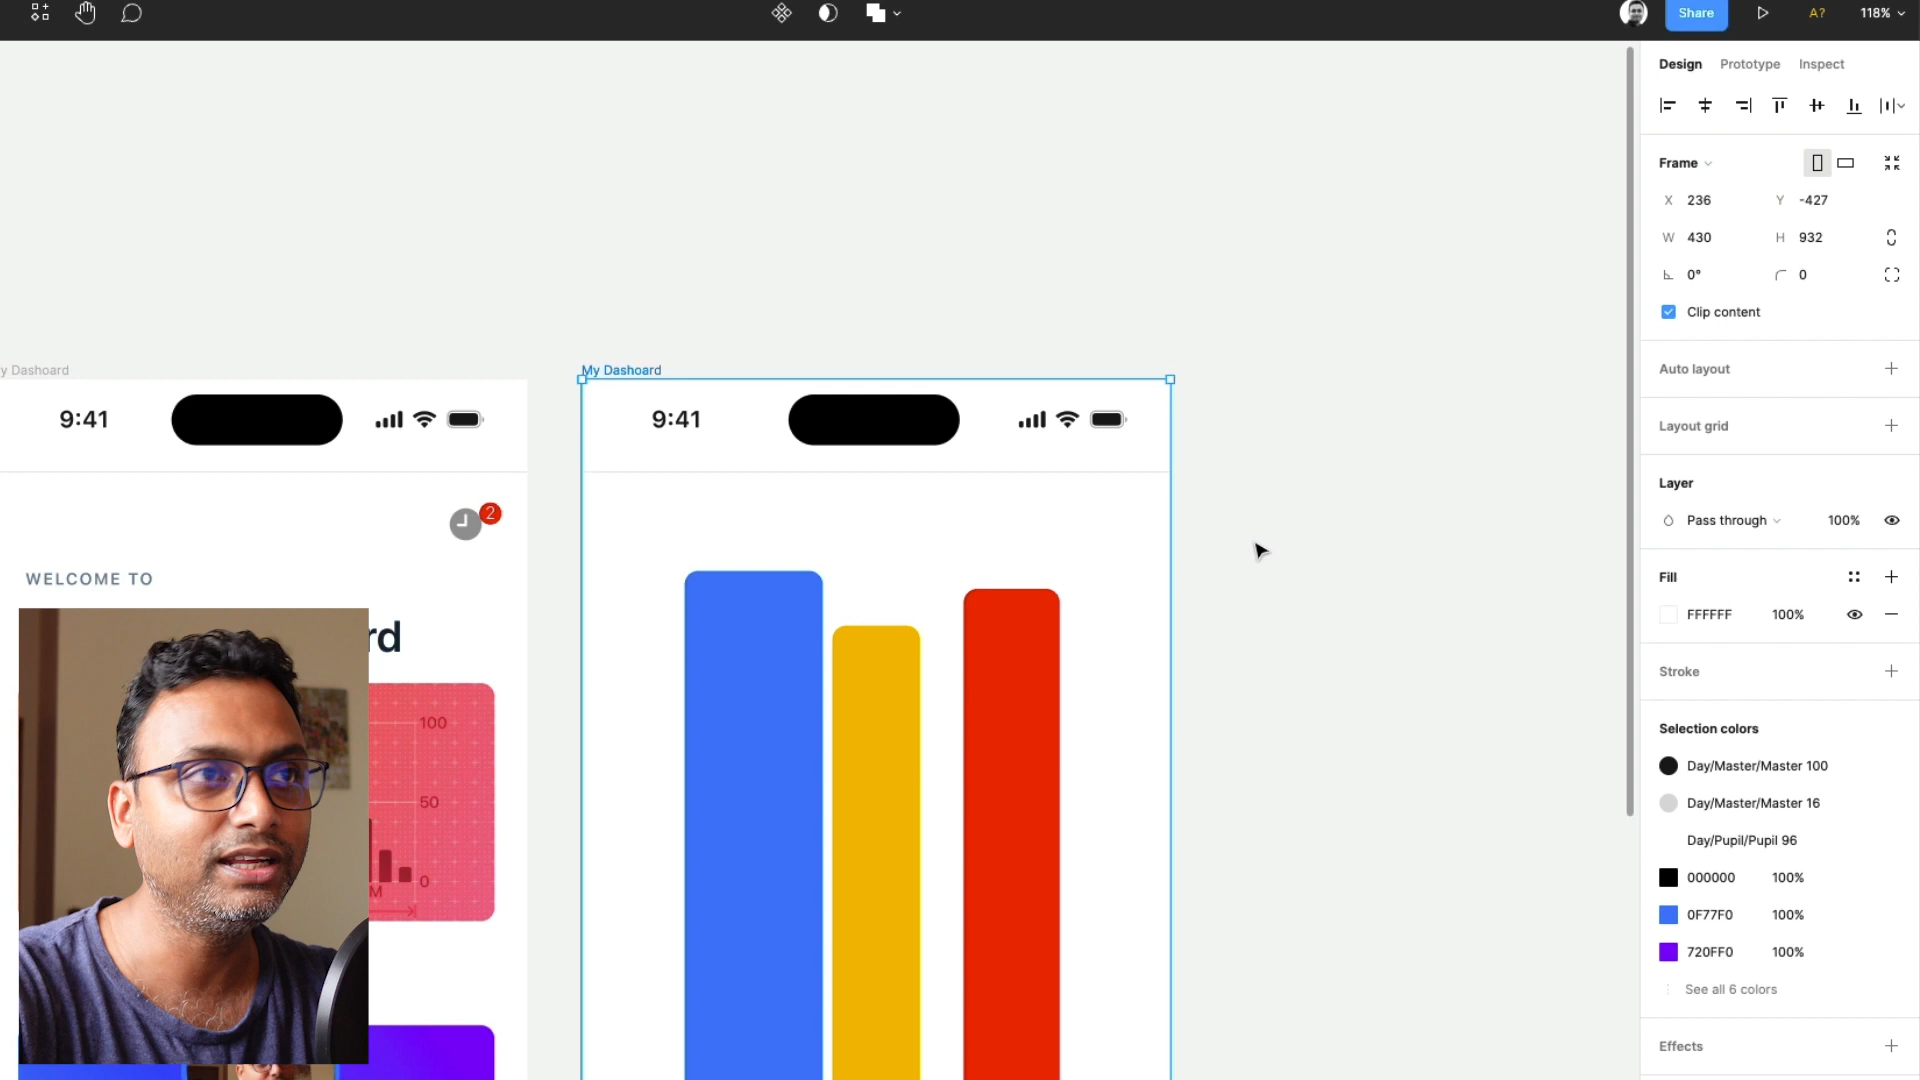 Share
A?
118%
Design Prototype Inspect
Frame
X 236 Y -427
W 430 H 932
0° 0
Clip content
Auto layout
Layout grid
Layer
Pass through 100%
Fill
FFFFFF 100%
Stroke
Selection colors
Day/Master/Master 100
Day/Master/Master 16
Day/Pupil/Pupil 96
000000 100%
0F77F0 100%
720FF0 100%
See all 6 colors
Effects
y Dashoard
9:41
2
WELCOME TO
rd
100
50
0
M
My Dashoard
9:41